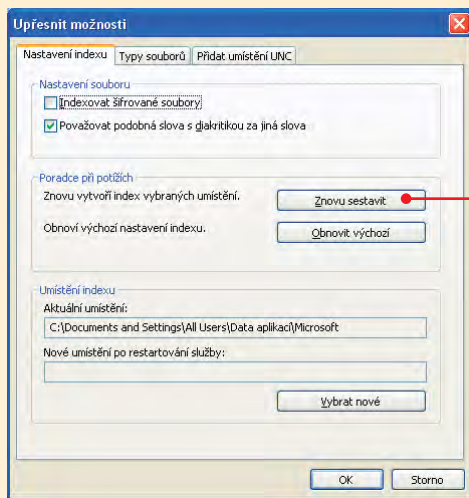 Upřesnit možnosti
Nastavení indexu Typy souborů Přidat umístění UNC
Nastavení souboru
Indexovat šifrované soubory
Považovat podobná slova s diakritikou za jiná slova
Poradce při potížích
Znovu vytvoří index vybraných umístění. Znovu sestavit
Obnoví výchozí nastavení indexu. Obnovit výchozí
Umístění indexu
Aktuální umístění:
C:\Documents and Settings\All Users\Data aplikací\Microsoft
Nové umístění po restartování služby:
Vybrat nové
OK Storno